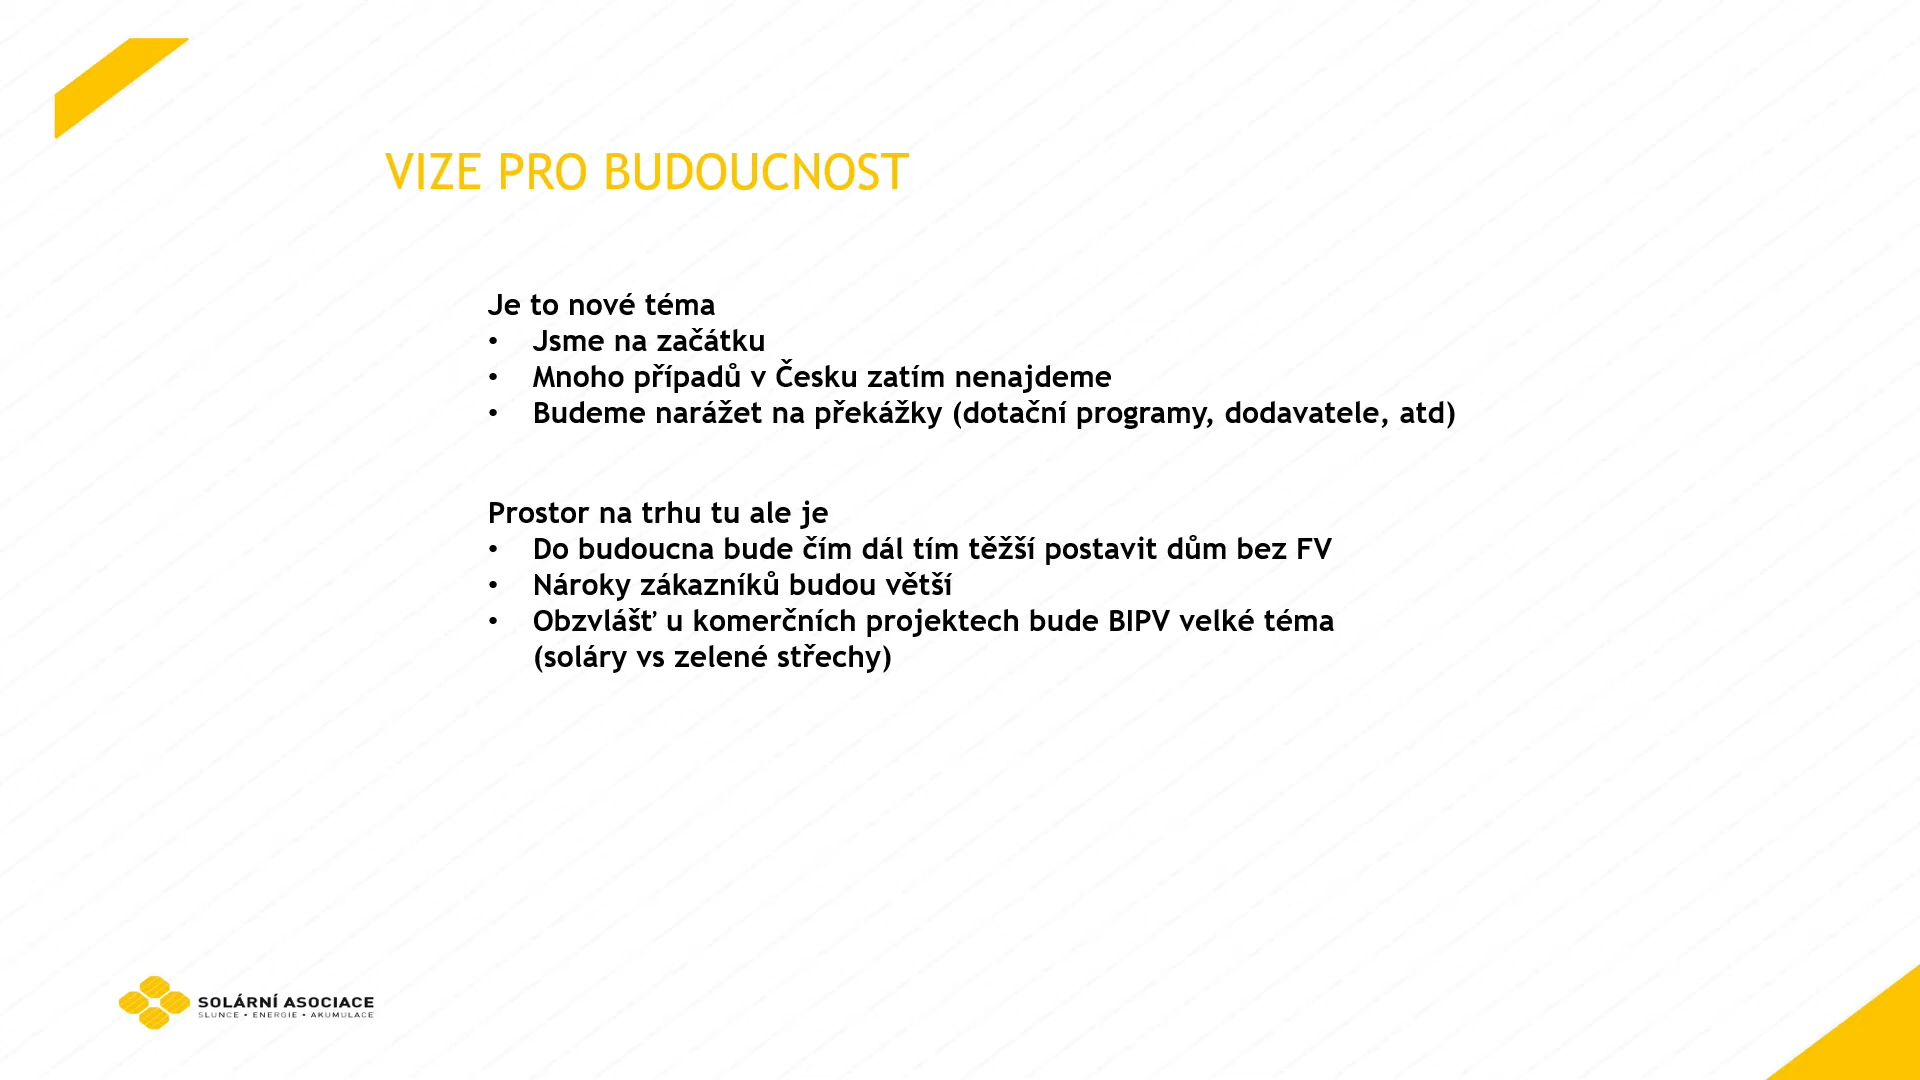 VIZE PRO BUDOUCNOST
Je to nové téma
• Jsme na začátku
• Mnoho případů v Česku zatím nenajdeme
• Budeme narážet na překážky (dotační programy, dodavatele, atd)
Prostor na trhu tu ale je
• Do budoucna bude čím dál tím těžší postavit dům bez FV
• Nároky zákazníků budou větší
• Obzvlášť u komerčních projektech bude BIPV velké téma
(soláry vs zelené střechy)
SOLÁRNÍ ASOCIACE
SLUNCE • ENERGIE • AKUMULACE